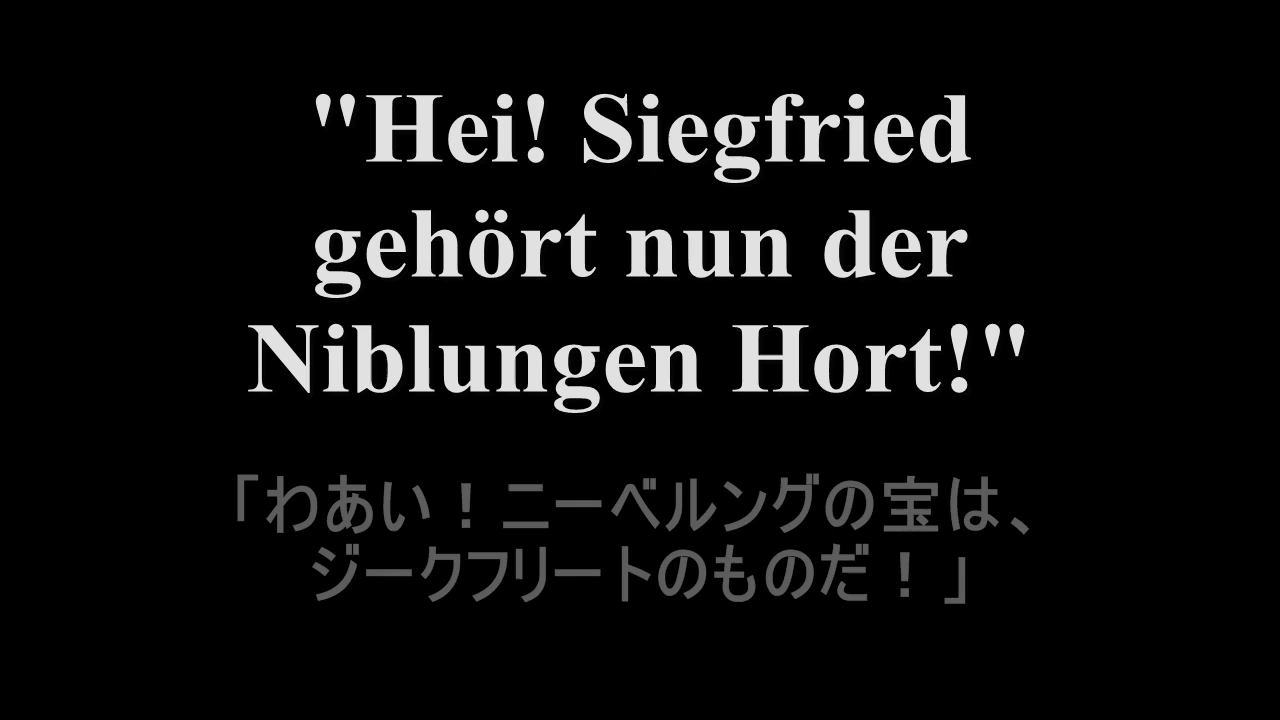 "Hei! Siegfried
gehört nun der
Niblungen Hort!"
「わあい！ニーベルングの宝は、
ジークフリートのものだ！」